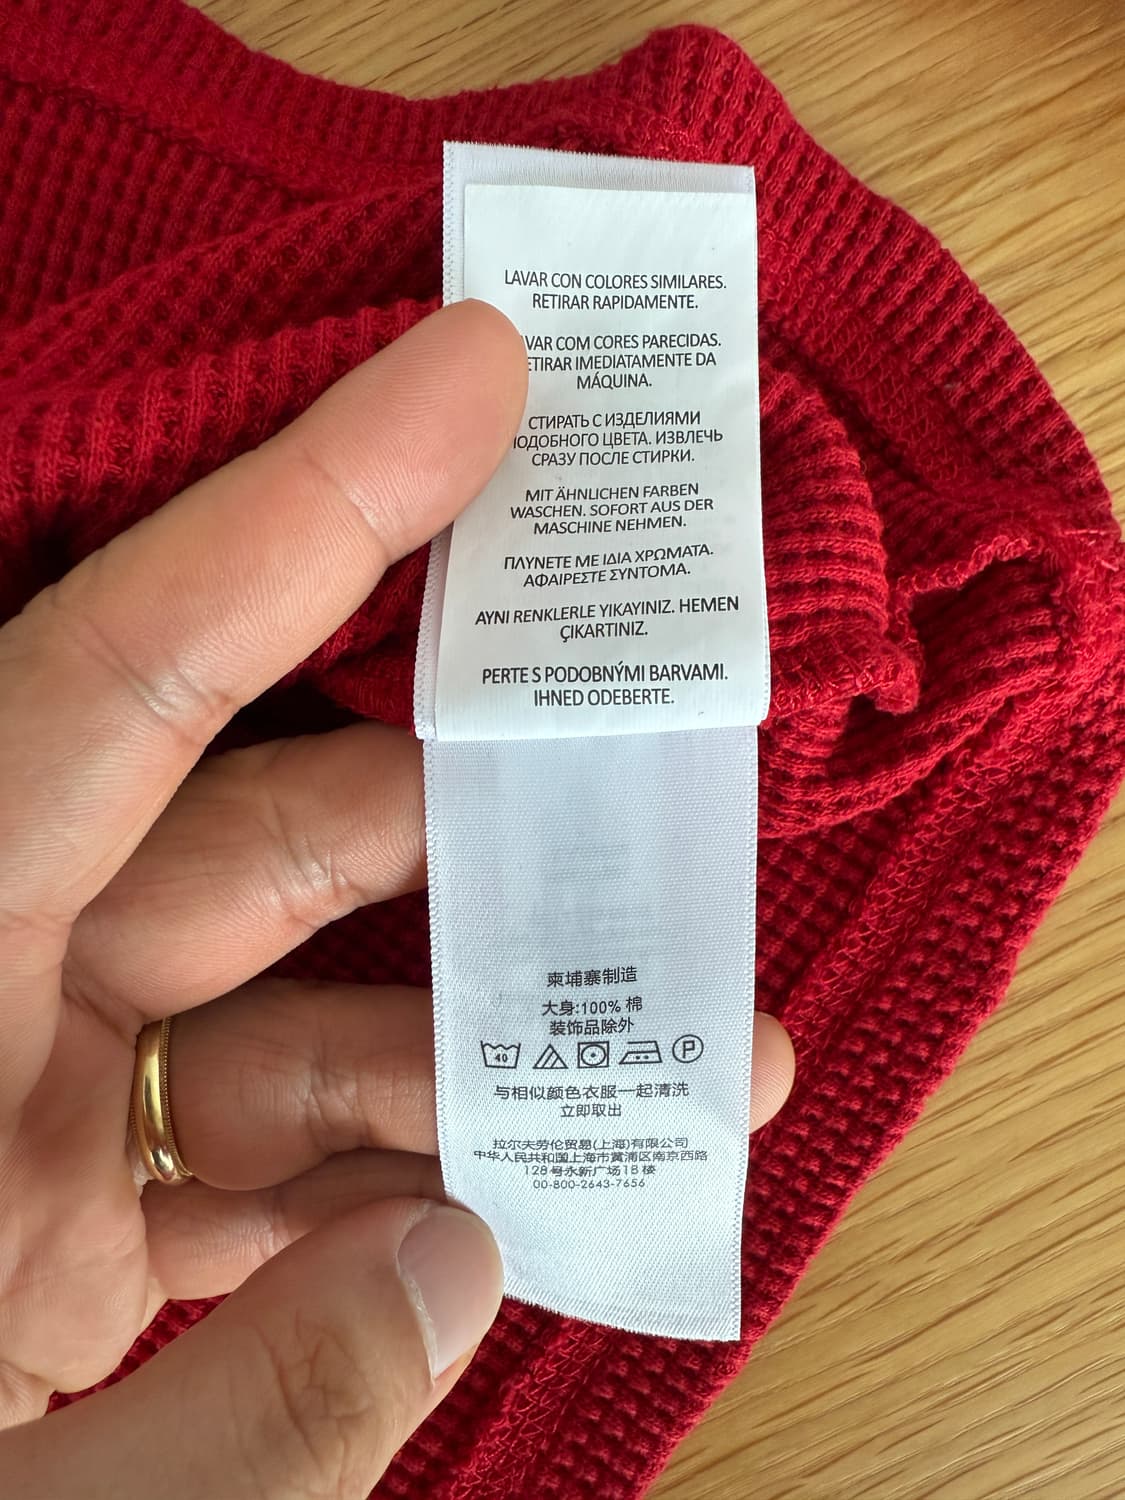 LAVAR CON COLORES SIMILARES.
RETIRAR RAPIDAMENTE.
COM CORES PARECIDAS.
IMEDIATAMENTE DA
MÁQUINA.
СТИРАТЬ С ИЗДЕЛИЯМИ
ЦВЕТА. ИЗВЛЕЧЬ
СРАЗУ ПОСЛЕ СТИРКИ.
MIT ÄHNLICHEN FARBEN
WASCHEN. SOFORT AUS DER
MASCHINE NEHMEN.
ΠΛΥΝΕΤΕ ΜΕ ΙΔΙΑ ΧΡΩΜΑΤΑ.
ΑΦΑΙΡΕΣΤΕ ΣΥΝΤΟΜΑ.
AYNI RENKLERLE YIKAYINIZ. HEMEN
ÇIKARTINIZ.
PERTE S PODOBNÝMI BARVAMI.
IHNED ODEBERTE.
柬埔寨制造
大身:100% 棉
装饰品除外
40 P
与相似颜色衣服一起清洗
立即取出
拉尔夫劳伦贸易(上海)有限公司
中华人民共和国上海市黄浦区南京西路
128号永新广场18楼
00-800-2643-7656